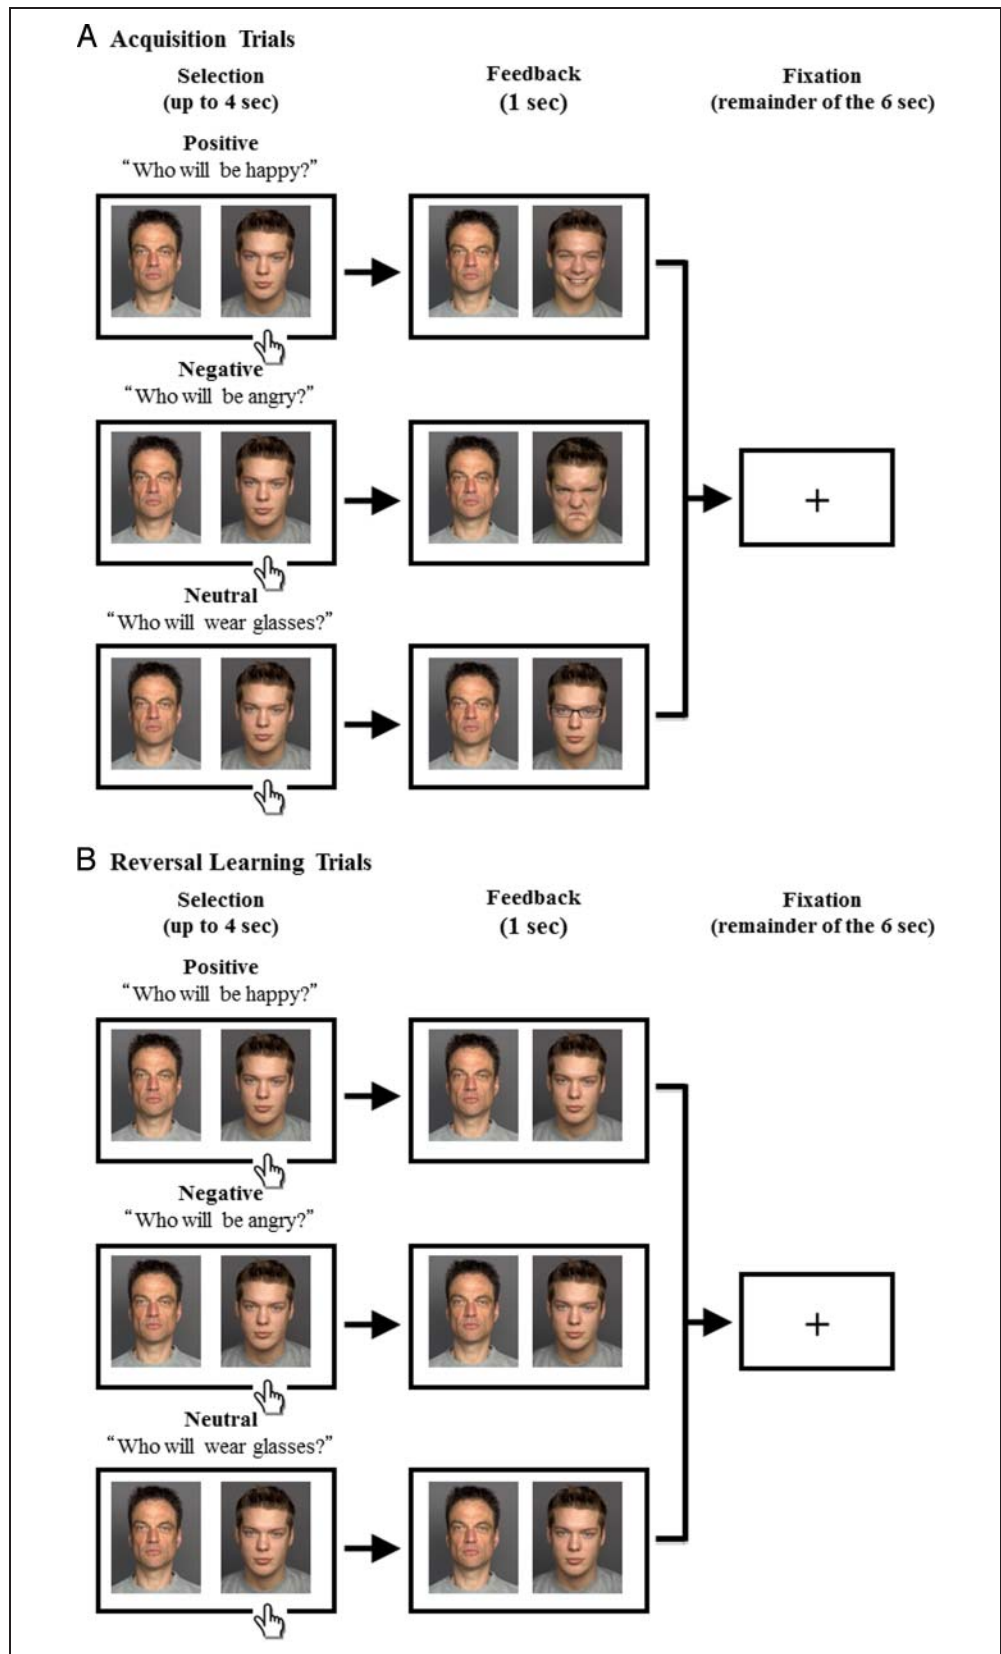 A Acquisition Trials
Selection Feedback Fixation
(up to 4 sec) (1 sec) (remainder of the 6 sec)
Positive
“Who will be happy?”
Negative
“Who will be angry?”
Neutral
“Who will wear glasses?”
+
B Reversal Learning Trials
Selection Feedback Fixation
(up to 4 sec) (1 sec) (remainder of the 6 sec)
Positive
“Who will be happy?”
Negative
“Who will be angry?”
Neutral
“Who will wear glasses?”
+